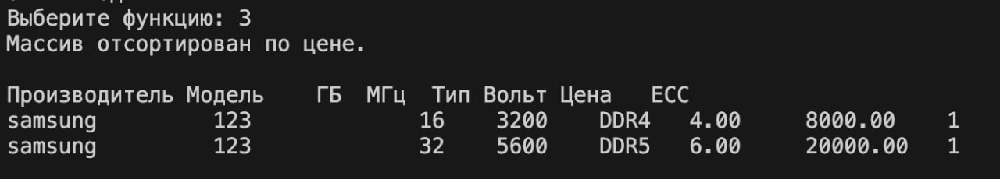 Выберите функцию: 3
Массив отсортирован по цене.
Производитель Модель ГБ МГц Тип Вольт Цена ECC
samsung 123 16 3200 DDR4 4.00 8000.00 1
samsung 123 32 5600 DDR5 6.00 20000.00 1